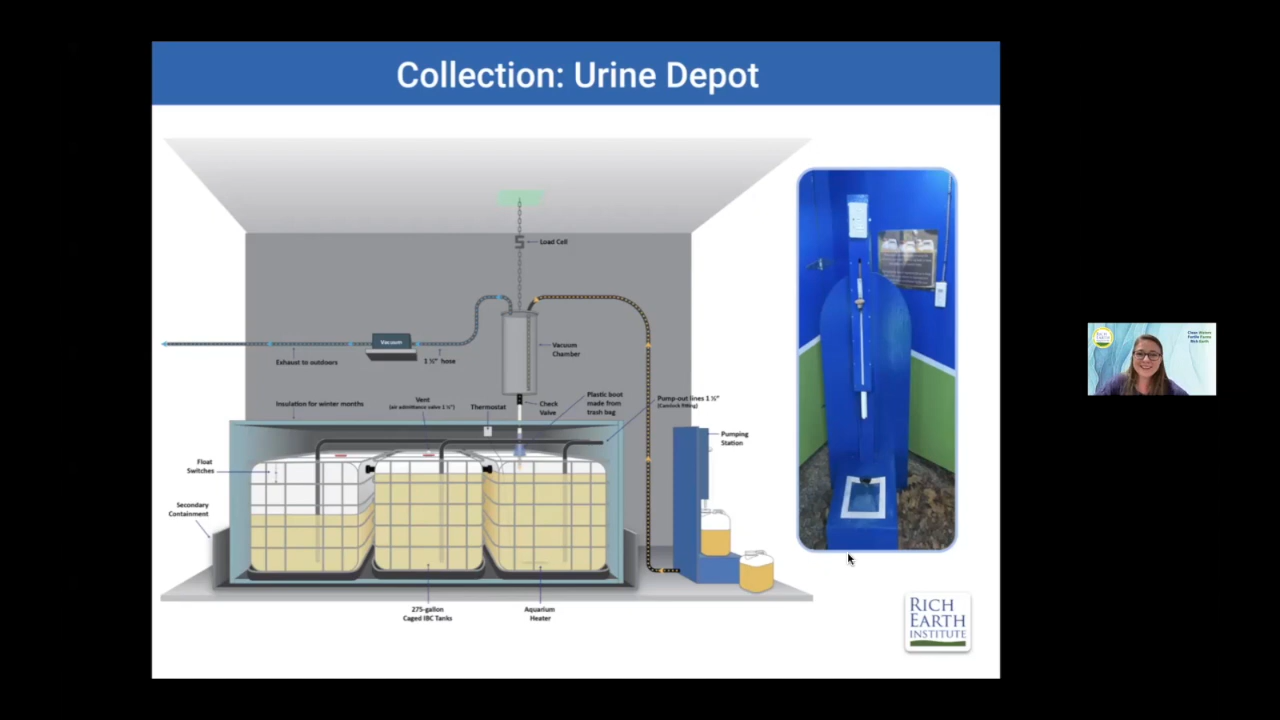 Collection: Urine Depot
Load Cell
Vacuum
Exhaust to outdoors
1 ½" hose
Vacuum
Chamber
Insulation for winter months
Vent
(air admittance valve 1 ½")
Thermostat
Check
Valve
Plastic boot
made from
trash bag
Pump-out lines 1 ½"
(Camlock fitting)
Pumping
Station
Float
Switches
Secondary
Containment
275-gallon
Caged IBC Tanks
Aquarium
Heater
RICH
EARTH
INSTITUTE
RICH
EARTH